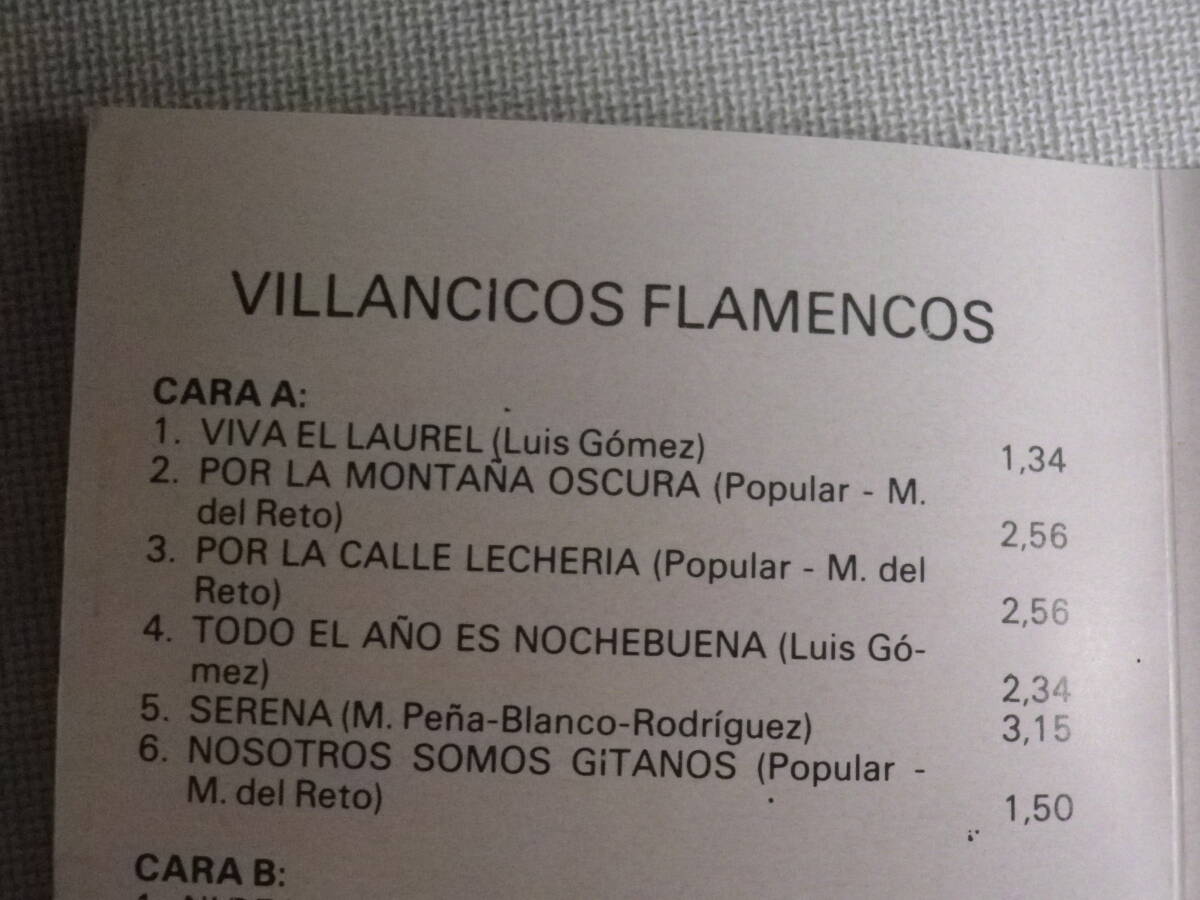 VILLANCICOS FLAMENCOS
CARA A:
1. VIVA EL LAUREL (Luis Gómez) 1,34
2. POR LA MONTAÑA OSCURA (Popular - M.
del Reto) 2,56
3. POR LA CALLE LECHERIA (Popular - M. del
Reto) 2,56
4. TODO EL AÑO ES NOCHEBUENA (Luis Gó-
mez) 2,34
5. SERENA (M. Peña-Blanco-Rodríguez) 3,15
6. NOSOTROS SOMOS GiTANOS (Popular -
M. del Reto) 1,50
CARA B: